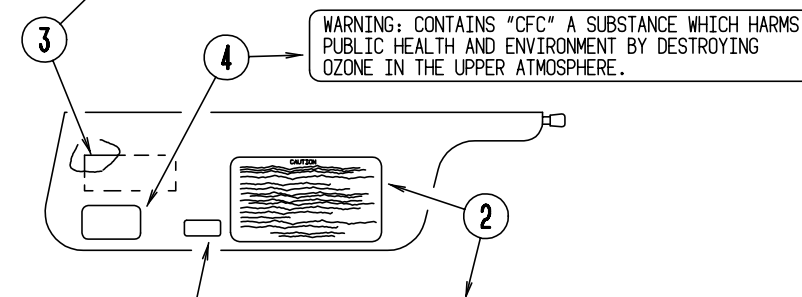 WARNING: CONTAINS "CFC" A SUBSTANCE WHICH HARMS
PUBLIC HEALTH AND ENVIRONMENT BY DESTROYING
OZONE IN THE UPPER ATMOSPHERE.
3
4
CAUTION
2